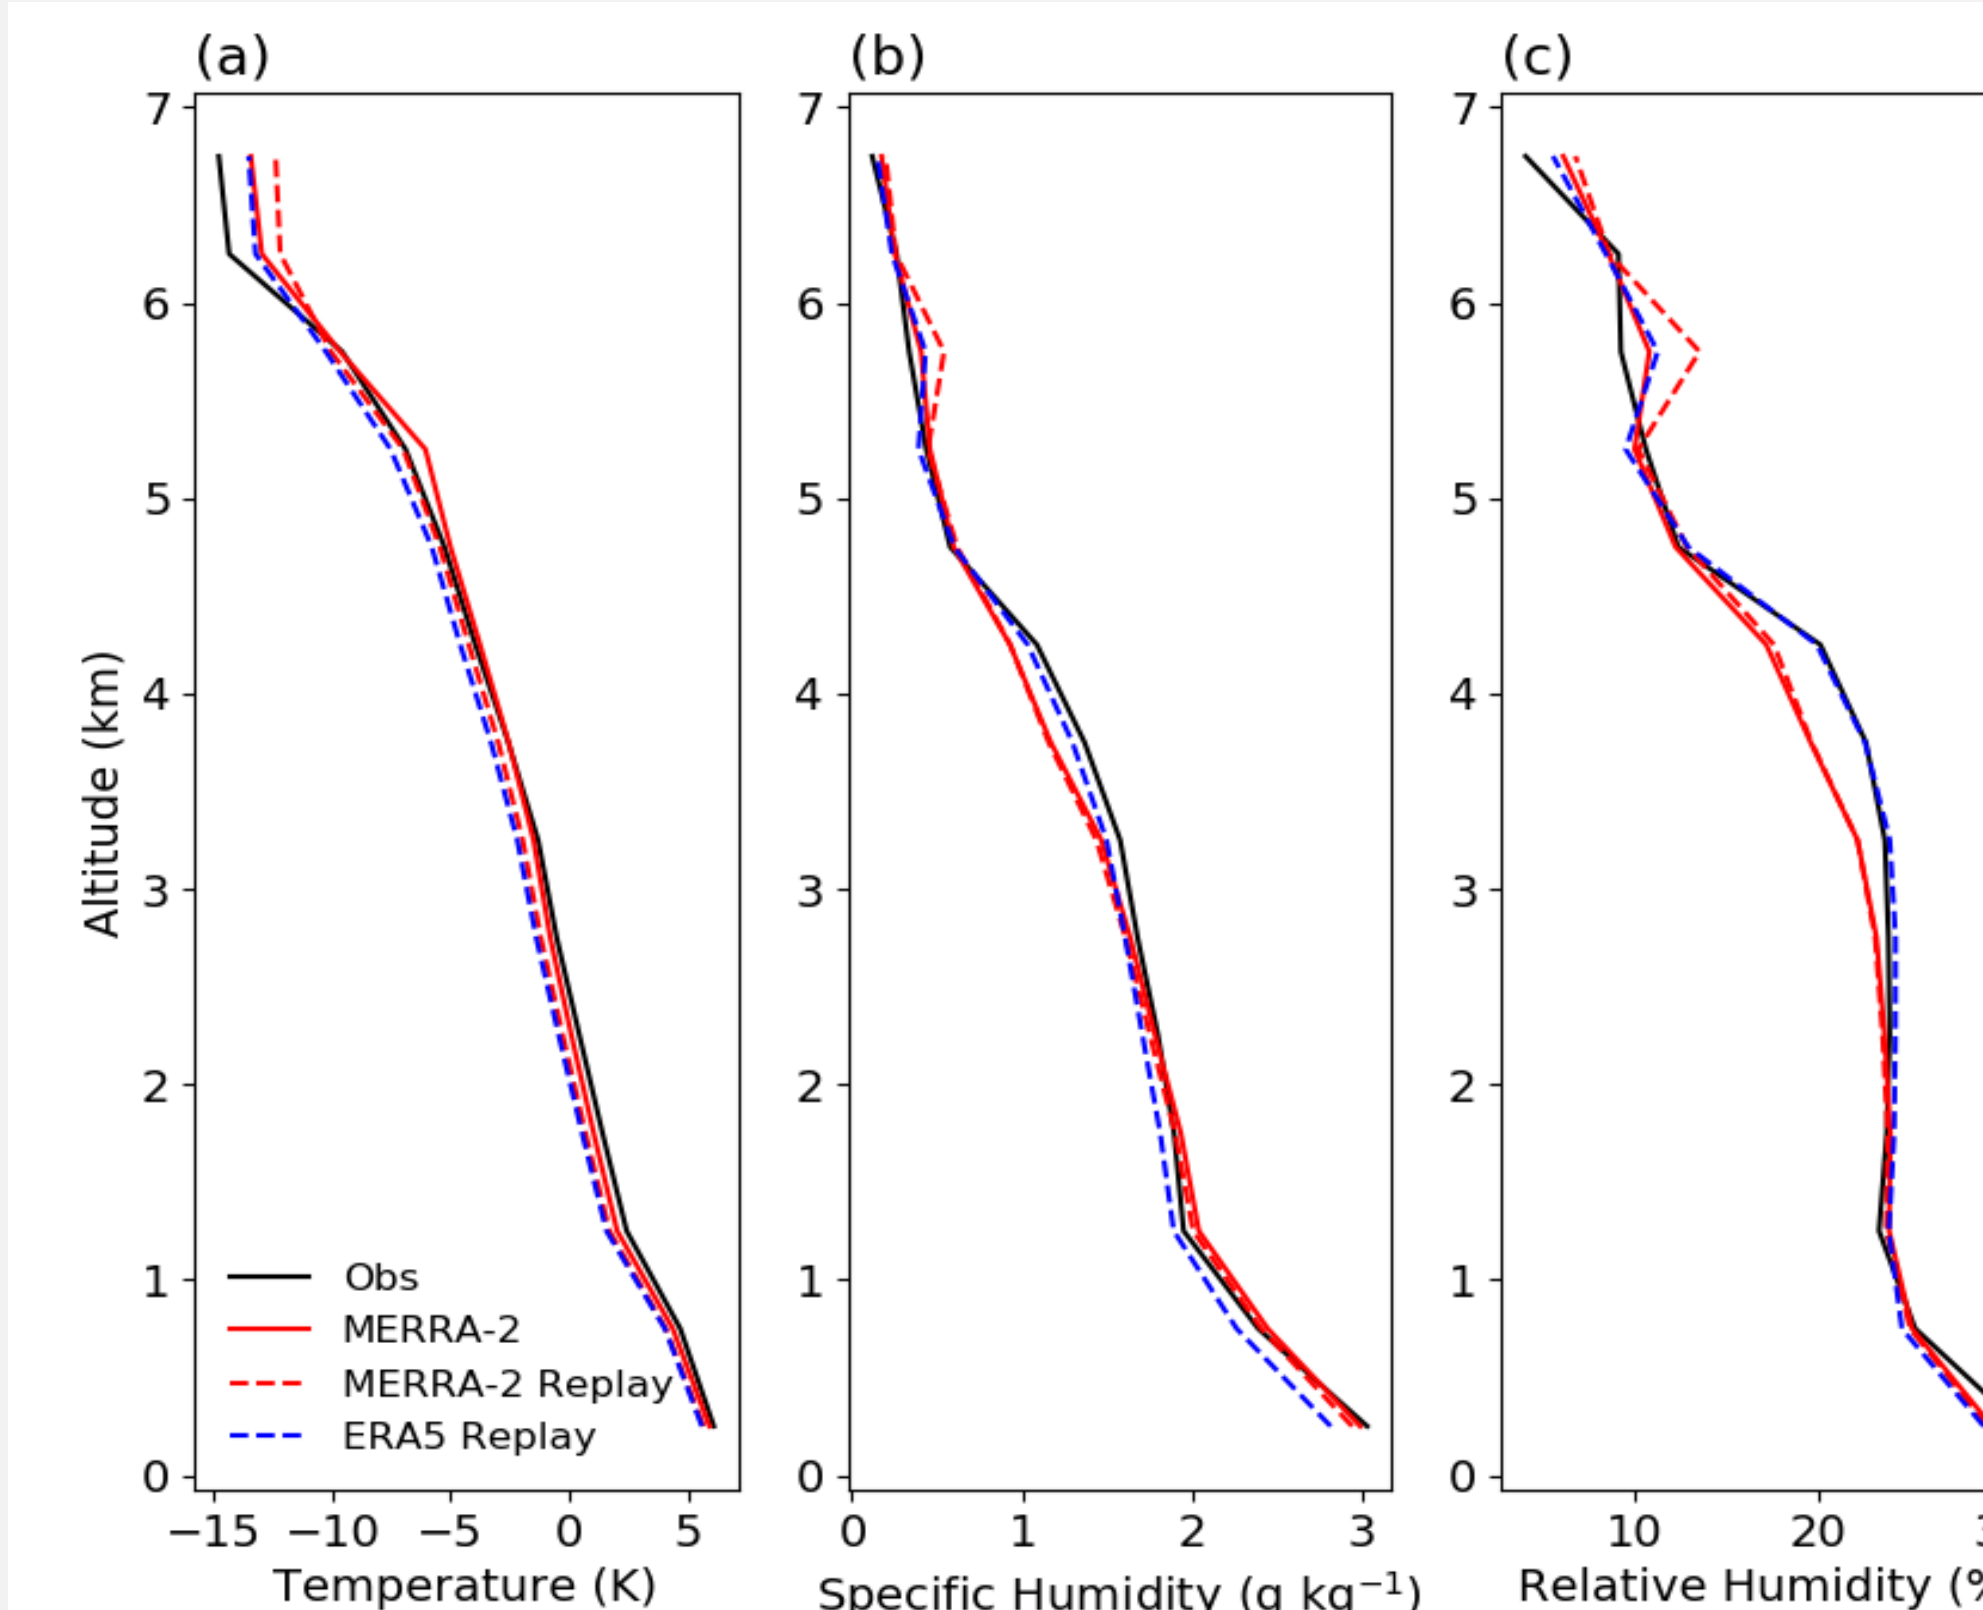 (a) (b) (c)
7 7 7
6 6 6
5 5 5
4 4 4
3 3 3
2 2 2
1 1 1
0 0 0
Altitude (km)
Obs
MERRA-2
MERRA-2 Replay
ERA5 Replay
−15 −10 −5 0 5
0 1 2 3
10 20
Temperature (K)
Specific Humidity (g kg⁻¹)
Relative Humidity (%